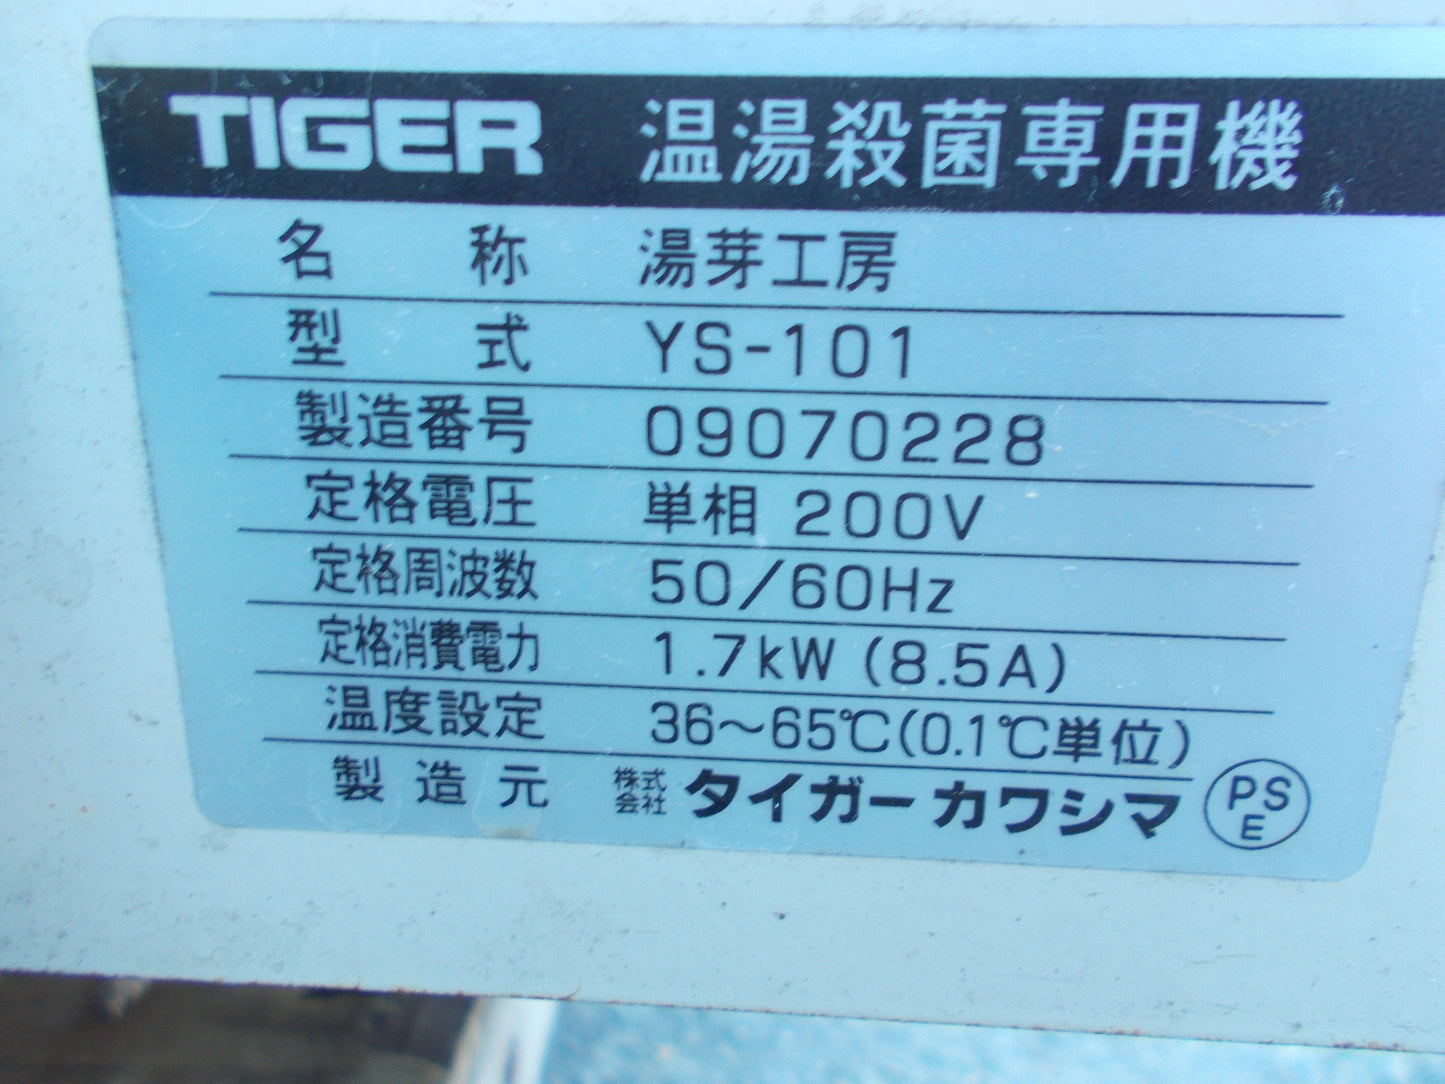 TIGER 温湯殺菌専用機
名称 湯芽工房
型式 YS-101
製造番号 09070228
定格電圧 単相 200V
定格周波数 50/60Hz
定格消費電力 1.7kW (8.5A)
温度設定 36～65℃(0.1℃単位)
製造元 株式会社 タイガーカワシマ PSE